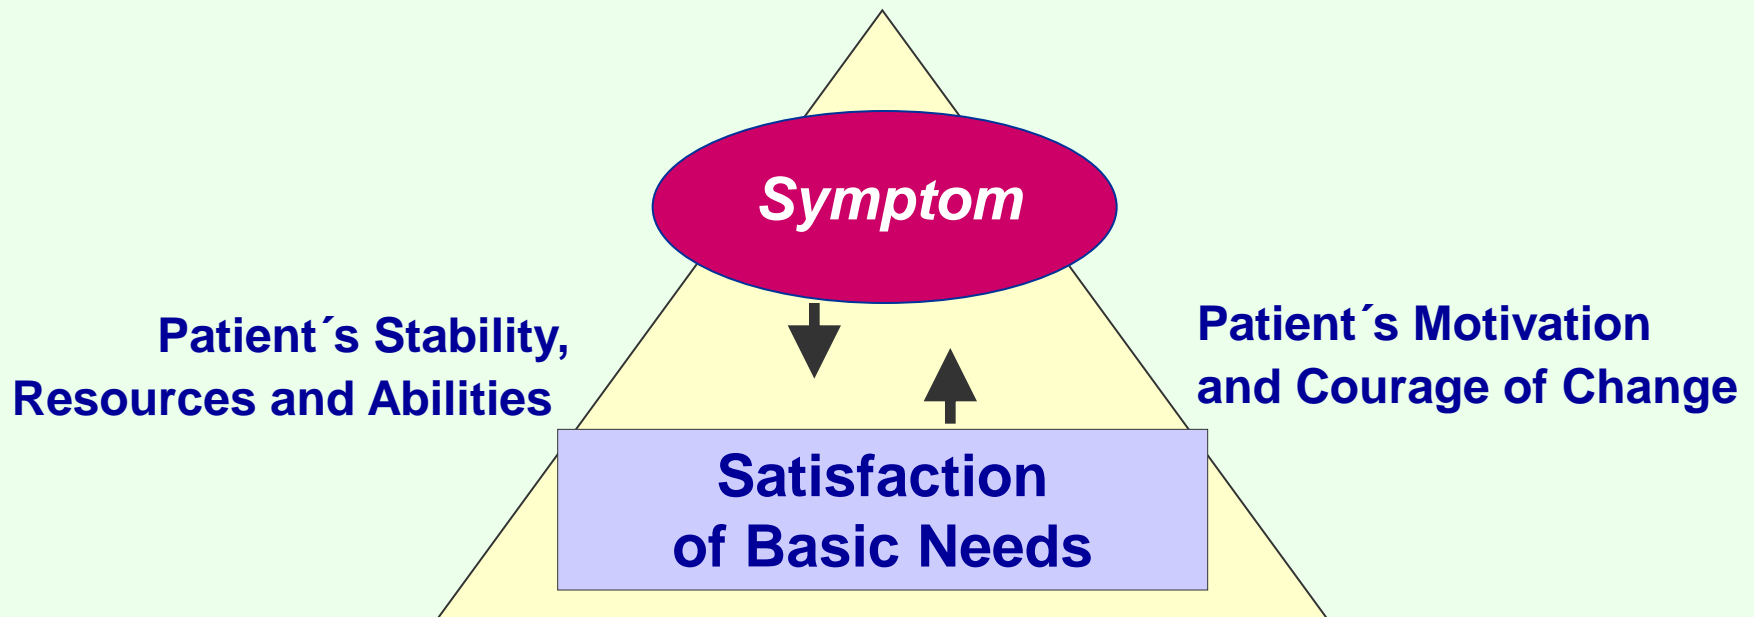 Symptom
Patient´s Stability,
Resources and Abilities
Patient´s Motivation
and Courage of Change
Satisfaction
of Basic Needs